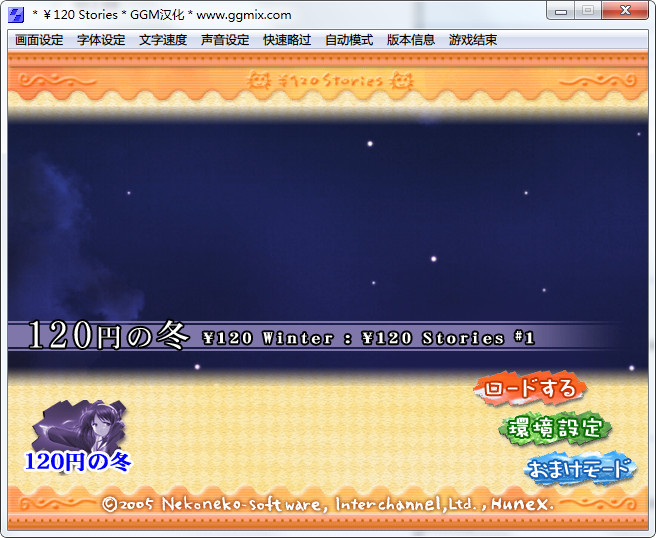 * ¥120 Stories * GGM汉化 * www.ggmix.com
画面设定 字体设定 文字速度 声音设定 快速略过 自动模式 版本信息 游戏结束
¥120 Stories
120円の冬 ¥120 Winter : ¥120 Stories #1
ロードする
環境設定
おまけモード
120円の冬
©2005 Nekoneko-Software, Interchannel,Ltd., HuneX.